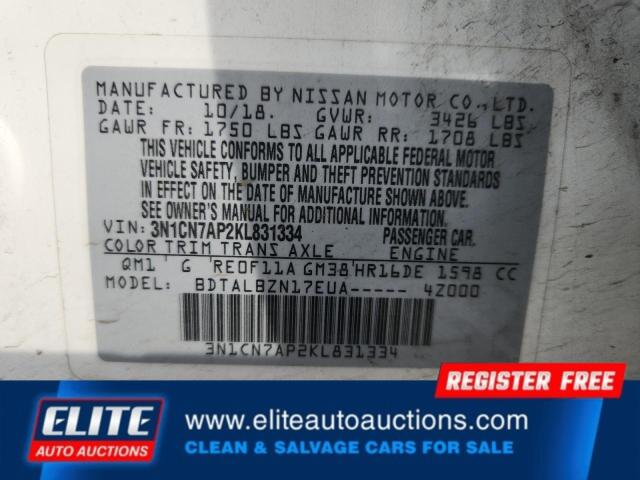 MANUFACTURED BY NISSAN MOTOR CO., LTD.
DATE: 10/18. GVWR: 3426 LBS
GAWR FR: 1750 LBS GAWR RR: 1708 LBS
THIS VEHICLE CONFORMS TO ALL APPLICABLE FEDERAL MOTOR
VEHICLE SAFETY, BUMPER AND THEFT PREVENTION STANDARDS
IN EFFECT ON THE DATE OF MANUFACTURE SHOWN ABOVE.
SEE OWNER'S MANUAL FOR ADDITIONAL INFORMATION.
VIN: 3N1CN7AP2KL831334 PASSENGER CAR.
COLOR TRIM TRANS AXLE ENGINE
QM1 G RE0F11A GM38 HR16DE 1598 CC
MODEL: BDTALBZN17EUA----- 4Z000
3N1CN7AP2KL831334
REGISTER FREE
ELITE
AUTO AUCTIONS
www.eliteautoauctions.com
CLEAN & SALVAGE CARS FOR SALE